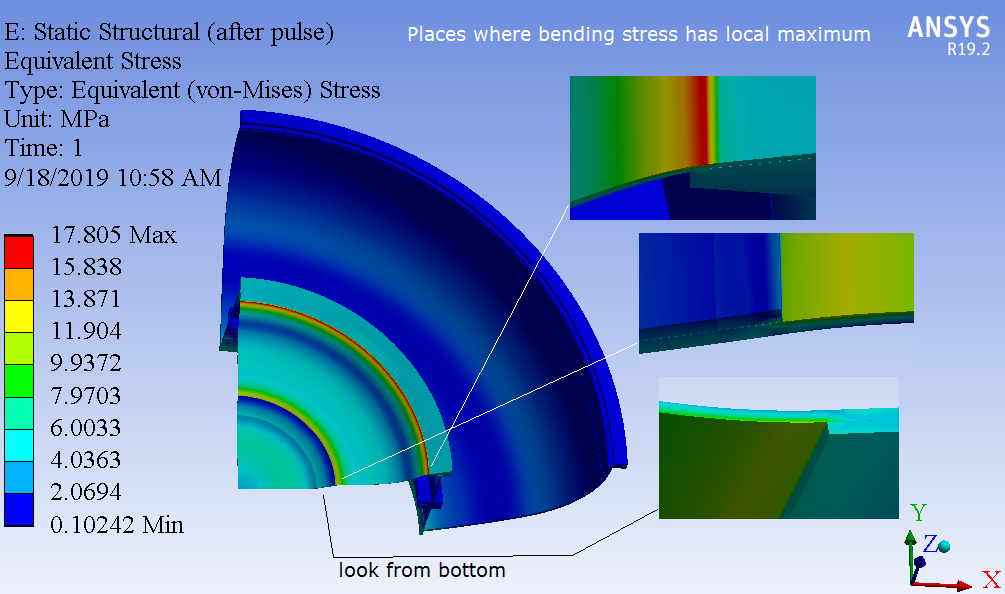 E: Static Structural (after pulse)
Equivalent Stress
Type: Equivalent (von-Mises) Stress
Unit: MPa
Time: 1
9/18/2019 10:58 AM
Places where bending stress has local maximum
ANSYS
R19.2
17.805 Max
15.838
13.871
11.904
9.9372
7.9703
6.0033
4.0363
2.0694
0.10242 Min
look from bottom
Y
Z
X